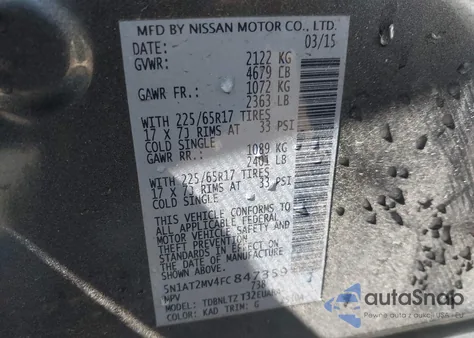 MFD BY NISSAN MOTOR CO., LTD.
DATE: 03/15
GVWR: 2122 KG
4679 LB
GAWR FR.: 1072 KG
2363 LB
WITH 225/65R17 TIRES
17 X 7J RIMS AT 33 PSI
COLD SINGLE
GAWR RR.: 1089 KG
2401 LB
WITH 225/65R17 TIRES
17 X 7J RIMS AT 33 PSI
COLD SINGLE
THIS VEHICLE CONFORMS TO
ALL APPLICABLE FEDERAL
MOTOR VEHICLE SAFETY AND
THEFT PREVENTION
STANDARDS IN EFFECT ON
THE DATE OF MANUFACTURE
SHOWN ABOVE.
5N1AT2MV4FC847359
MPV 738
MODEL:
COLOR: KAD TRIM: G
autoSnap